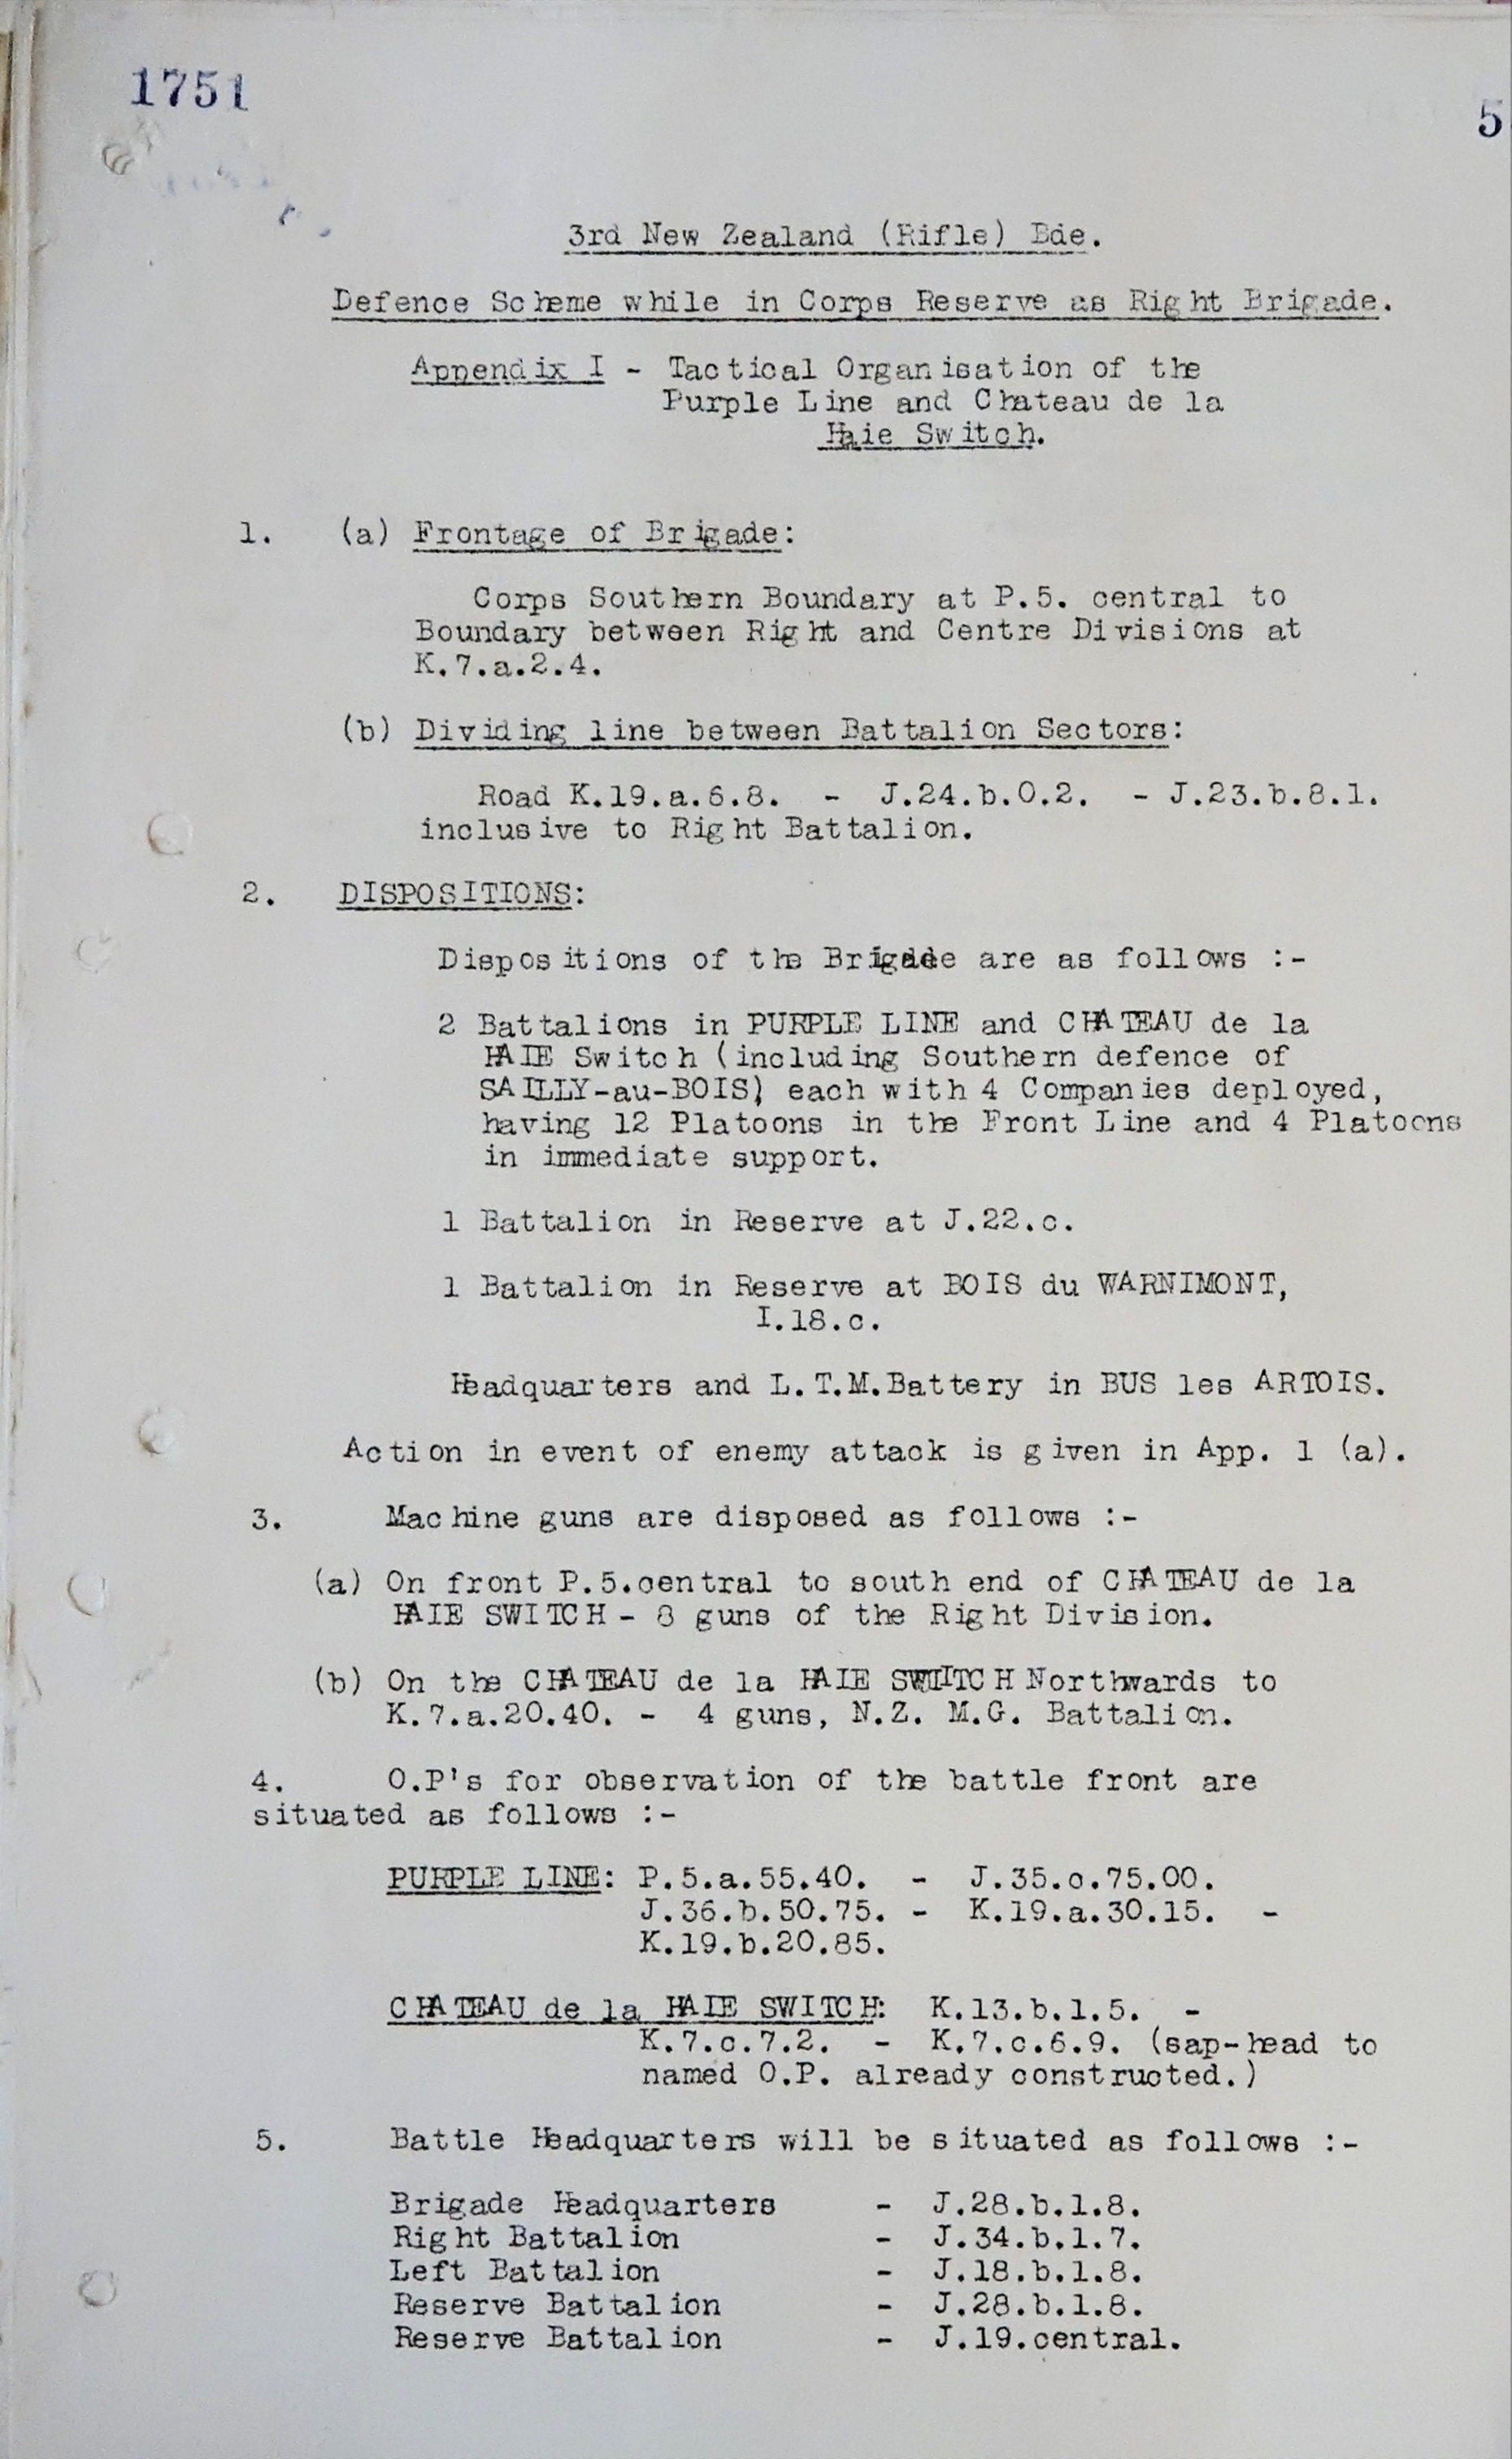 1751
5
3rd New Zealand (Rifle) Bde.
Defence Scheme while in Corps Reserve as Right Brigade.
Appendix I - Tactical Organisation of the
Purple Line and Chateau de la
Haie Switch.
1. (a) Frontage of Brigade:
Corps Southern Boundary at P.5. central to
Boundary between Right and Centre Divisions at
K.7.a.2.4.
(b) Dividing line between Battalion Sectors:
Road K.19.a.6.8. - J.24.b.0.2. - J.23.b.8.1.
inclusive to Right Battalion.
2. DISPOSITIONS:
Dispositions of the Brigade are as follows :-
2 Battalions in PURPLE LINE and CHATEAU de la
HAIE Switch (including Southern defence of
SAILLY-au-BOIS) each with 4 Companies deployed,
having 12 Platoons in the Front Line and 4 Platoons
in immediate support.
1 Battalion in Reserve at J.22.c.
1 Battalion in Reserve at BOIS du WARNIMONT,
I.18.c.
Headquarters and L.T.M.Battery in BUS les ARTOIS.
Action in event of enemy attack is given in App. 1 (a).
3. Machine guns are disposed as follows :-
(a) On front P.5.central to south end of CHATEAU de la
HAIE SWITCH - 8 guns of the Right Division.
(b) On the CHATEAU de la HAIE SWITCH Northwards to
K.7.a.20.40. - 4 guns, N.Z. M.G. Battalion.
4. O.P's for observation of the battle front are
situated as follows :-
PURPLE LINE: P.5.a.55.40. - J.35.c.75.00.
J.36.b.50.75. - K.19.a.30.15. -
K.19.b.20.85.
CHATEAU de la HAIE SWITCH: K.13.b.1.5. -
K.7.c.7.2. - K.7.c.6.9. (sap-head to
named O.P. already constructed.)
5. Battle Headquarters will be situated as follows :-
Brigade Headquarters - J.28.b.1.8.
Right Battalion - J.34.b.1.7.
Left Battalion - J.18.b.1.8.
Reserve Battalion - J.28.b.1.8.
Reserve Battalion - J.19.central.